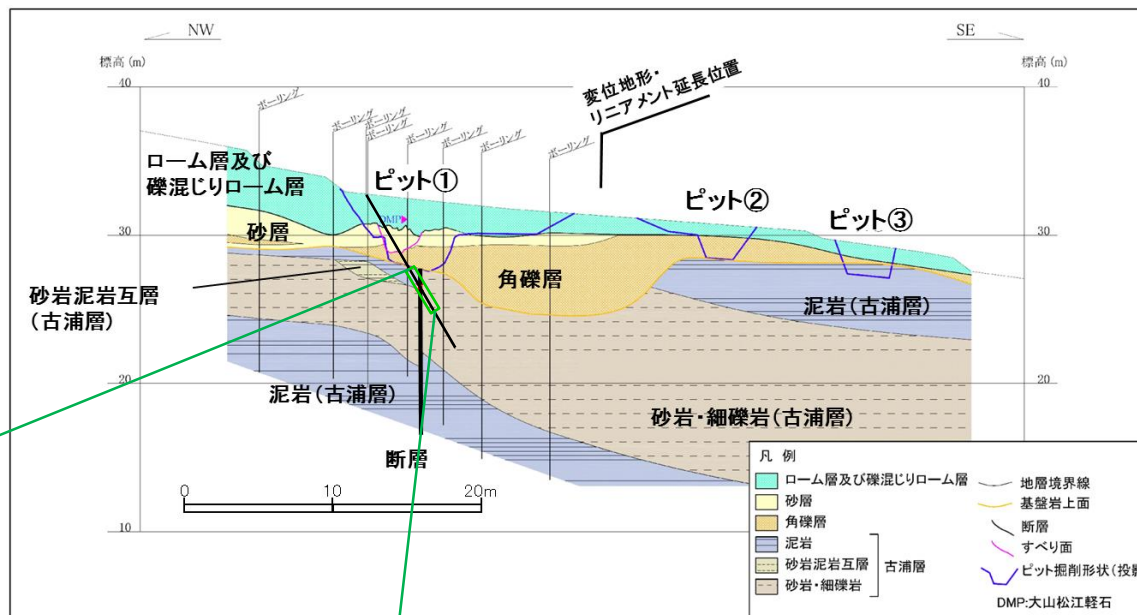 NW
SE
標高(m)
標高(m)
40
40
変位地形・
リニアメント延長位置
ボーリング
ボーリング
ボーリング
ボーリング
ボーリング
ボーリング
ボーリング
ボーリング
ローム層及び
礫混じりローム層
ピット①
ピット②
ピット③
DMP
30
30
砂層
角礫層
砂岩泥岩互層
(古浦層)
泥岩(古浦層)
20
20
泥岩(古浦層)
砂岩・細礫岩(古浦層)
断層
0 10 20m
10
凡 例
ローム層及び礫混じりローム層
砂層
角礫層
泥岩
砂岩泥岩互層
砂岩・細礫岩
古浦層
地層境界線
基盤岩上面
断層
すべり面
ピット掘削形状(投影
DMP:大山松江軽石